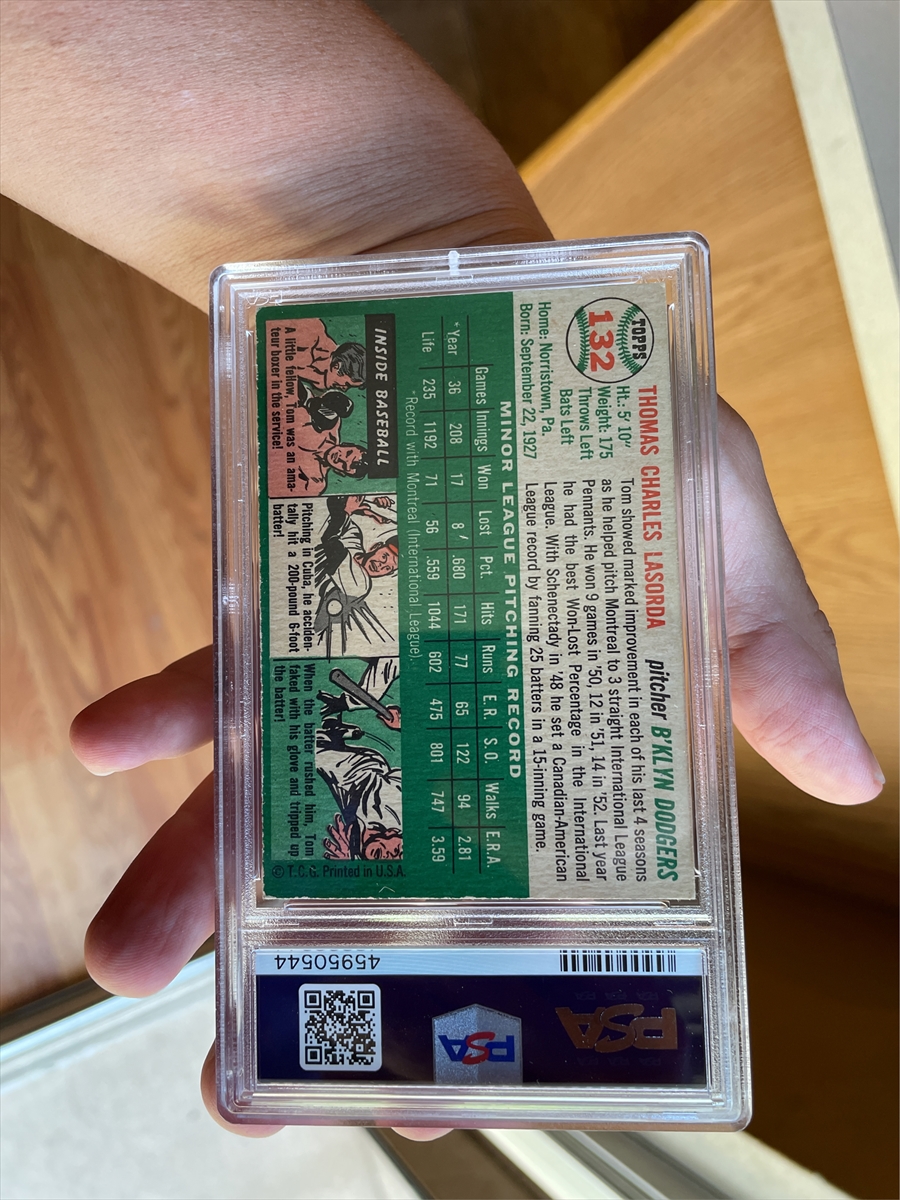 TOPPS
132
THOMAS CHARLES LASORDA
pitcher B'KLYN DODGERS
Ht.: 5' 10"
Weight: 175
Throws Left
Bats Left
Home: Norristown, Pa.
Born: September 22, 1927
Tom showed marked improvement in each of his last 4 seasons
as he helped pitch Montreal to 3 straight International League
Pennants. He won 9 games in '50, 12 in '51, 14 in '52. Last year
he had the best Won-Lost Percentage in the International
League. With Schenectady in '48 he set a Canadian-American
League record by fanning 25 batters in a 15-inning game.
MINOR LEAGUE PITCHING RECORD
Games Innings Won Lost Pct. Hits Runs E.R. S.O. Walks E.R.A.
*Year 36 208 17 8 .680 171 77 65 122 94 2.81
Life 235 1192 71 56 .559 1044 602 475 801 747 3.59
*Record with Montreal (International League).
INSIDE BASEBALL
A little fellow, Tom was an ama-
teur boxer in the service!
Pitching in Cuba, he acciden-
tally hit a 200-pound 6-foot
batter!
When the batter rushed him, Tom
faked with his glove and tripped up
the batter!
© T.C.G. Printed in U.S.A.
45950544
PSA
PSA